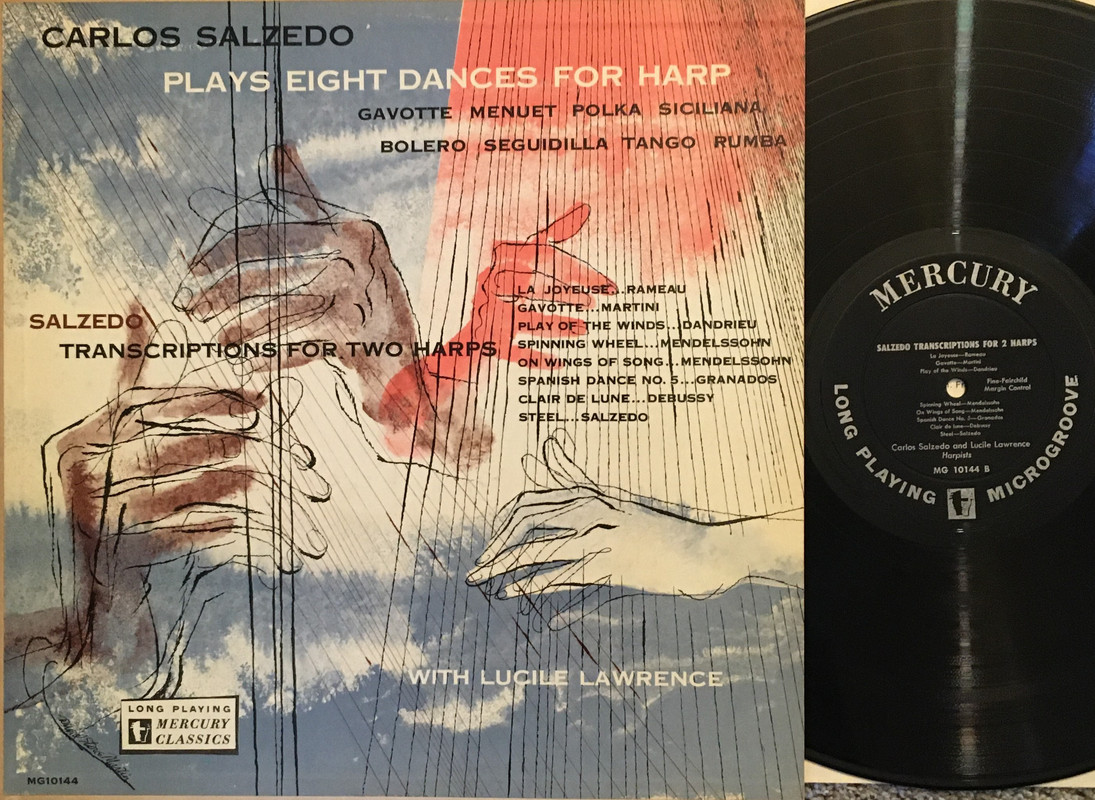 CARLOS SALZEDO
PLAYS EIGHT DANCES FOR HARP
GAVOTTE MENUET POLKA SICILIANA
BOLERO SEGUIDILLA TANGO RUMBA
SALZEDO
TRANSCRIPTIONS FOR TWO HARPS
LA JOYEUSE...RAMEAU
GAVOTTE...MARTINI
PLAY OF THE WINDS...DANDRIEU
SPINNING WHEEL...MENDELSSOHN
ON WINGS OF SONG...MENDELSSOHN
SPANISH DANCE NO. 5...GRANADOS
CLAIR DE LUNE...DEBUSSY
STEEL...SALZEDO
WITH LUCILE LAWRENCE
LONG PLAYING
MERCURY
CLASSICS
MG10144
MERCURY
SALZEDO TRANSCRIPTIONS FOR 2 HARPS
La Joyeuse—Rameau
Gavotte—Martini
Play of the Winds—Dandrieu
Fine-Fairchild
Margin Control
Spinning Wheel—Mendelssohn
On Wings of Song—Mendelssohn
Spanish Dance No. 5—Granados
Clair de lune—Debussy
Steel—Salzedo
Carlos Salzedo and Lucile Lawrence
Harpists
MG 10144 B
LONG PLAYING MICROGROOVE